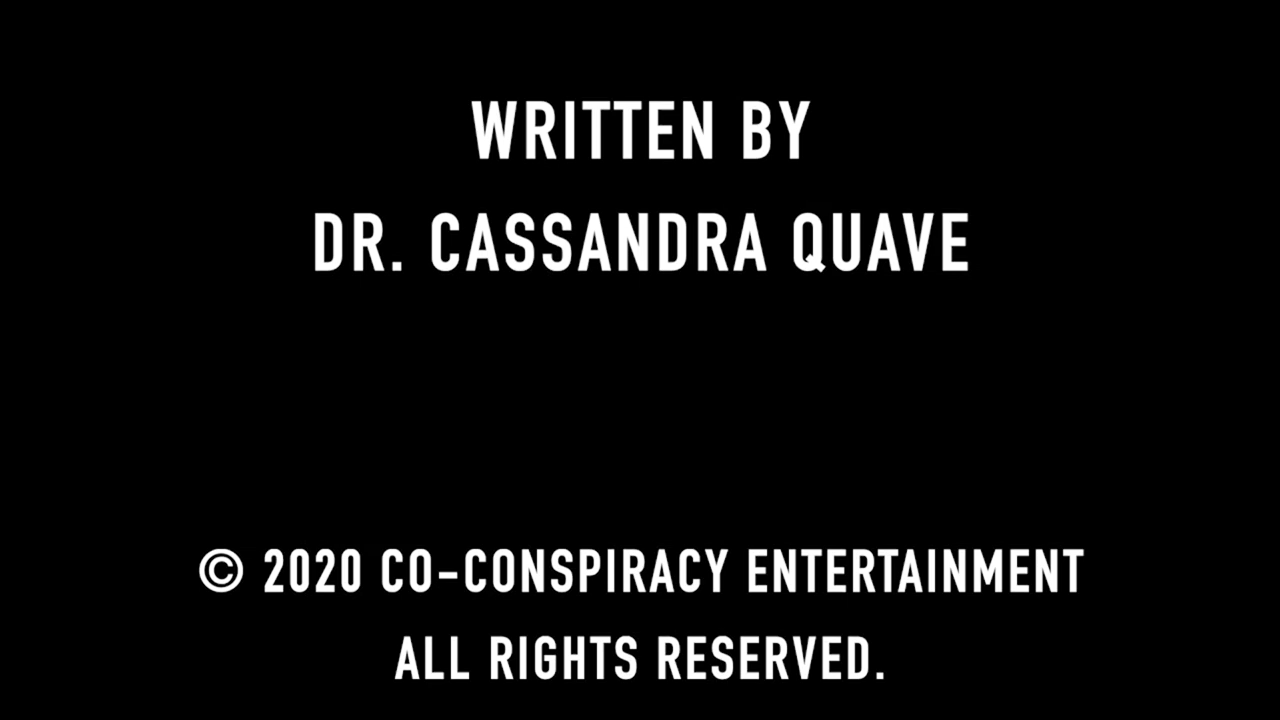 WRITTEN BY
DR. CASSANDRA QUAVE
© 2020 CO-CONSPIRACY ENTERTAINMENT
ALL RIGHTS RESERVED.